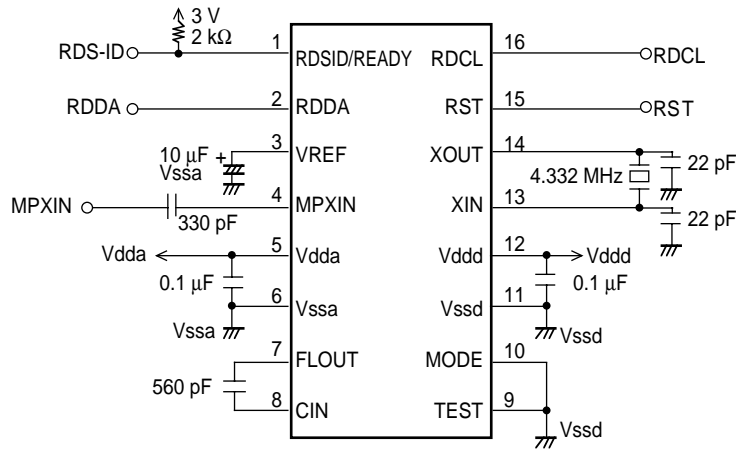 3 V
2 kΩ
RDS-ID 1 RDSID/READY RDCL 16 RDCL
RDDA 2 RDDA RST 15 RST
10 µF + 3 VREF XOUT 14 22 pF
Vssa
4.332 MHz
MPXIN 4 MPXIN XIN 13 22 pF
330 pF
Vdda 5 Vdda Vddd 12 Vddd
0.1 µF 0.1 µF
6 Vssa Vssd 11
Vssa Vssd
7 FLOUT MODE 10
560 pF
8 CIN TEST 9
Vssd